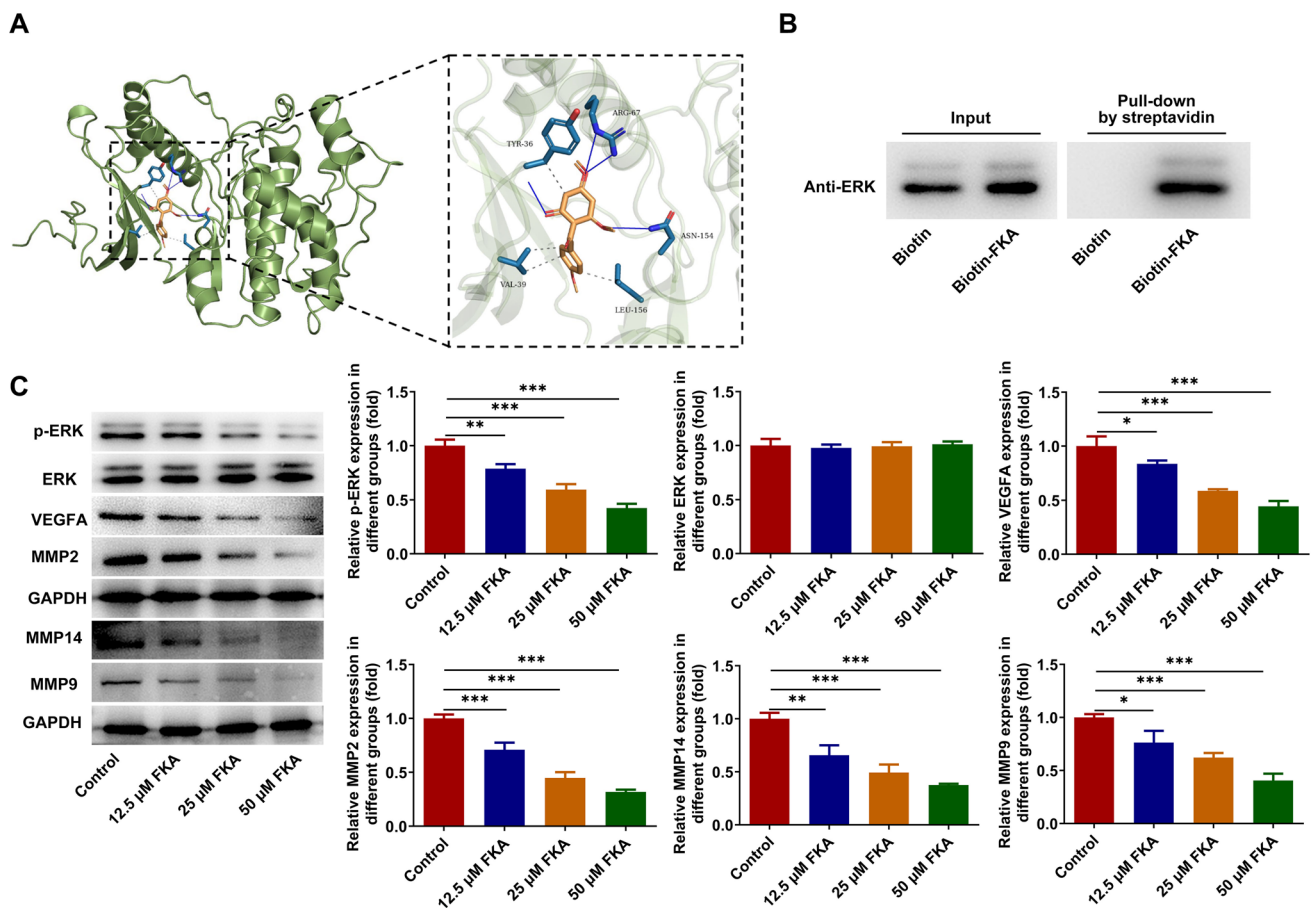 A
TYR-36
ARG-67
ASN-154
VAL-39
LEU-156
B
Input
Pull-down
by streptavidin
Anti-ERK
Biotin
Biotin-FKA
Biotin
Biotin-FKA
C
p-ERK
ERK
VEGFA
MMP2
GAPDH
MMP14
MMP9
GAPDH
Control
12.5 μM FKA
25 μM FKA
50 μM FKA
Relative p-ERK expression in
different groups (fold)
1.5
1.0
0.5
0.0
***
***
**
Control
12.5 μM FKA
25 μM FKA
50 μM FKA
Relative ERK expression in
different groups (fold)
1.5
1.0
0.5
0.0
Control
12.5 μM FKA
25 μM FKA
50 μM FKA
Relative VEGFA expression in
different groups (fold)
1.5
1.0
0.5
0.0
***
***
*
Control
12.5 μM FKA
25 μM FKA
50 μM FKA
Relative MMP2 expression in
different groups (fold)
1.5
1.0
0.5
0.0
***
***
***
Control
12.5 μM FKA
25 μM FKA
50 μM FKA
Relative MMP14 expression in
different groups (fold)
1.5
1.0
0.5
0.0
***
***
**
Control
12.5 μM FKA
25 μM FKA
50 μM FKA
Relative MMP9 expression in
different groups (fold)
1.5
1.0
0.5
0.0
***
***
*
Control
12.5 μM FKA
25 μM FKA
50 μM FKA